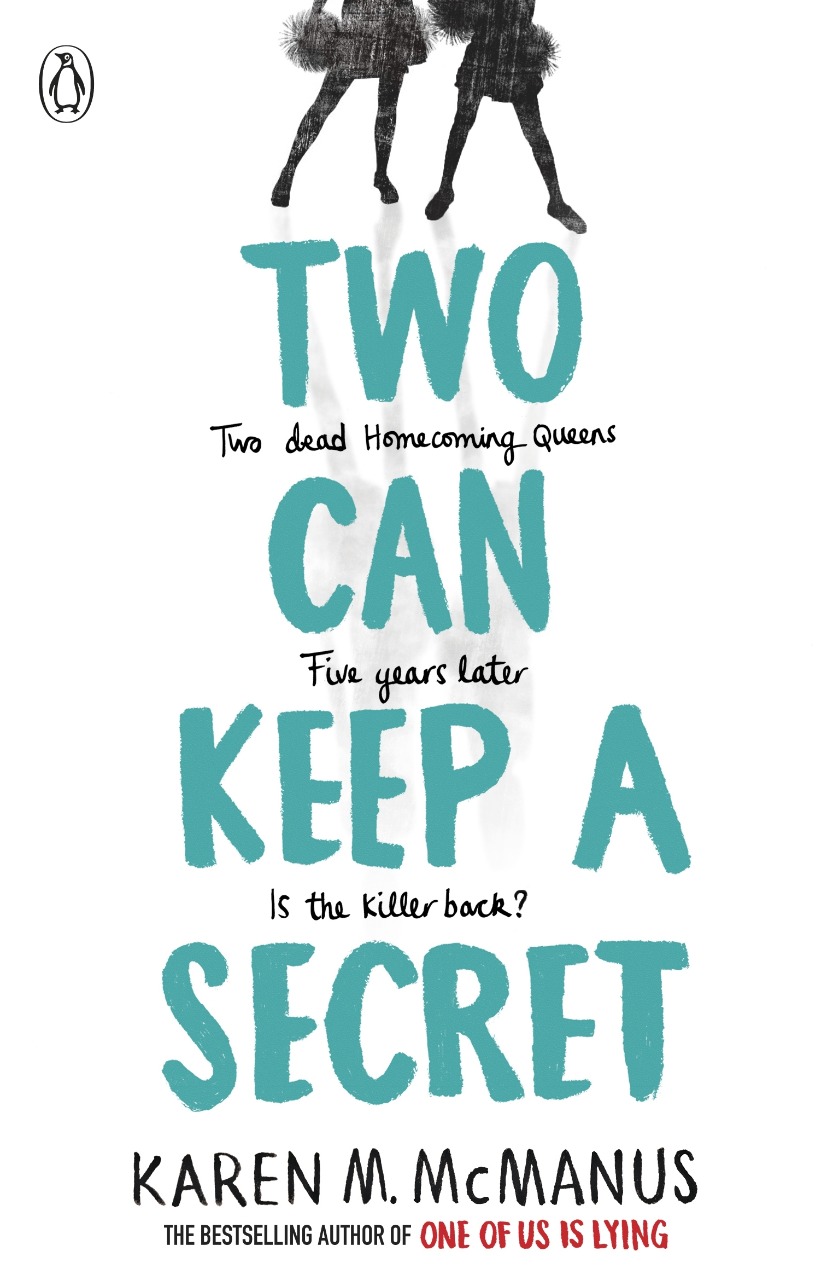 TWO
Two dead Homecoming Queens
CAN
Five years later
KEEP A
Is the killer back?
SECRET
KAREN M. McMANUS
THE BESTSELLING AUTHOR OF ONE OF US IS LYING